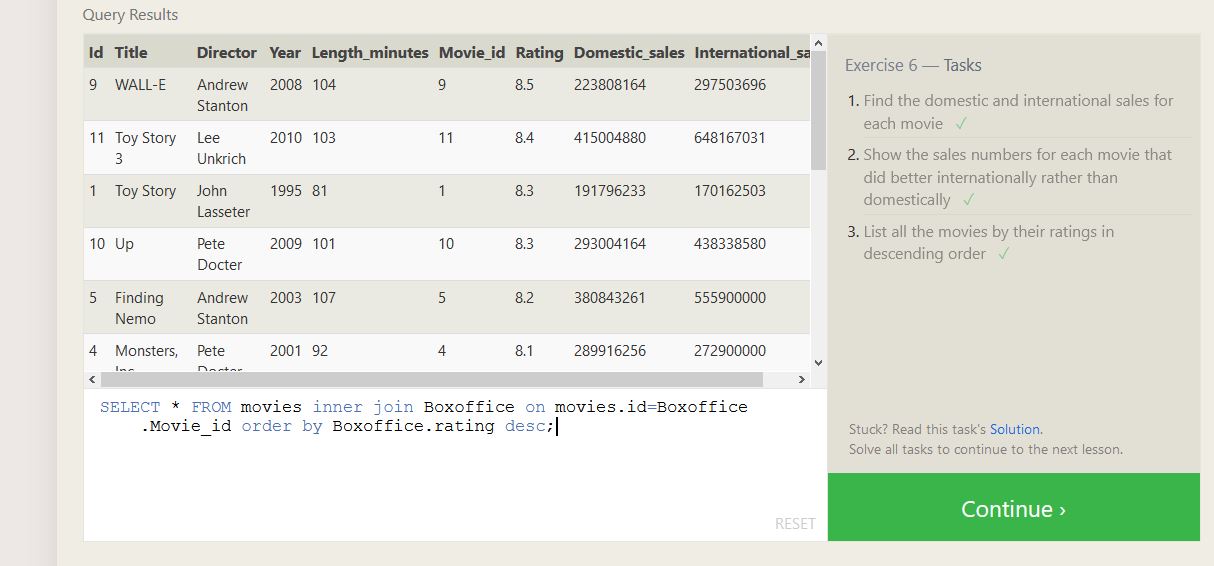 Query Results
Id Title Director Year Length_minutes Movie_id Rating Domestic_sales International_sa
9 WALL-E Andrew 2008 104 9 8.5 223808164 297503696
Stanton
11 Toy Story Lee 2010 103 11 8.4 415004880 648167031
3 Unkrich
1 Toy Story John 1995 81 1 8.3 191796233 170162503
Lasseter
10 Up Pete 2009 101 10 8.3 293004164 438338580
Docter
5 Finding Andrew 2003 107 5 8.2 380843261 555900000
Nemo Stanton
4 Monsters, Pete 2001 92 4 8.1 289916256 272900000
Inc. Docter
SELECT * FROM movies inner join Boxoffice on movies.id=Boxoffice
.Movie_id order by Boxoffice.rating desc;
RESET
Exercise 6 — Tasks
1. Find the domestic and international sales for
each movie ✓
2. Show the sales numbers for each movie that
did better internationally rather than
domestically ✓
3. List all the movies by their ratings in
descending order ✓
Stuck? Read this task's Solution.
Solve all tasks to continue to the next lesson.
Continue ›